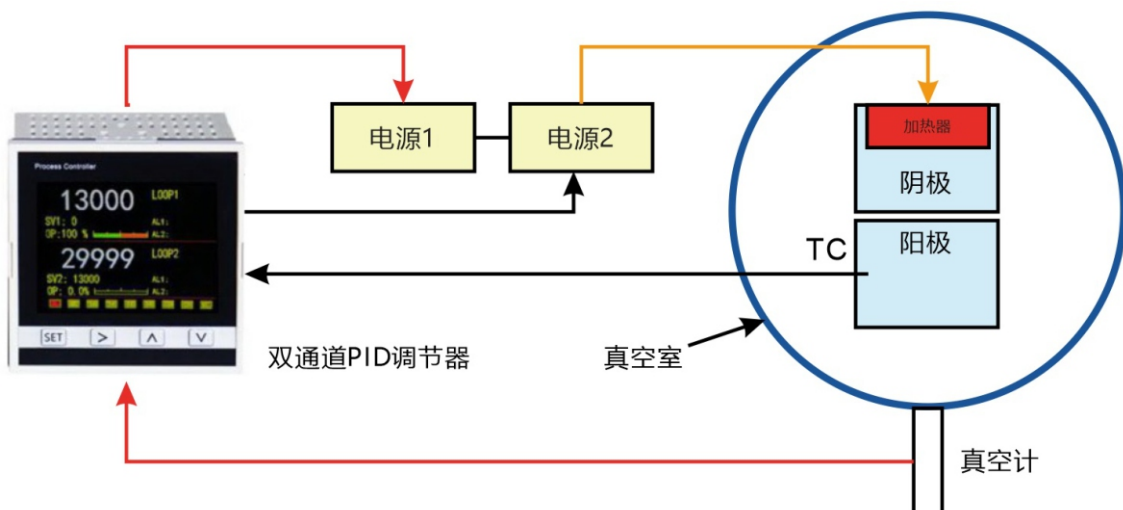 电源1
电源2
加热器
阴极
阳极
TC
Process Controller
13000
LOOP1
SV1: 0
AL1:
OP:100 %
AL2:
29999
LOOP2
SV2: 13000
AL1:
OP: 0.0%
AL2:
SET
双通道PID调节器
真空室
真空计